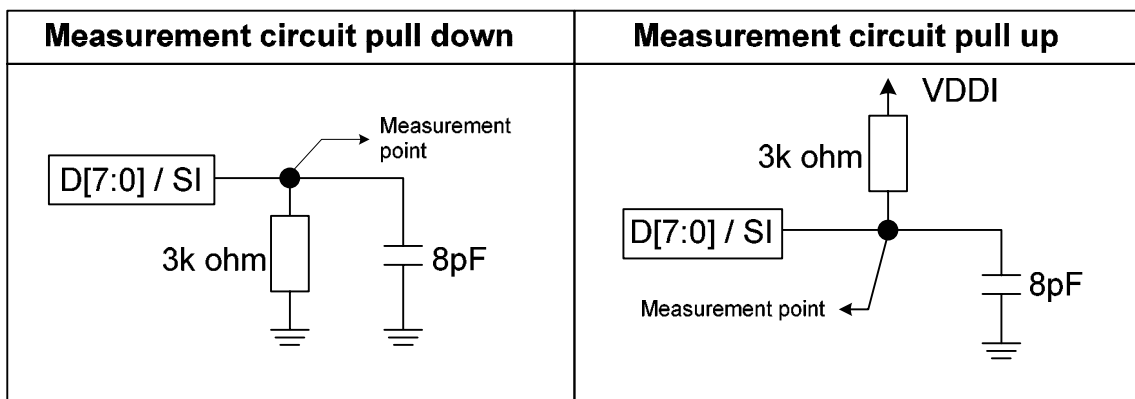 Measurement circuit pull down
Measurement circuit pull up
Measurement
point
D[7:0] / SI
3k ohm
8pF
VDDI
3k ohm
D[7:0] / SI
Measurement point
8pF